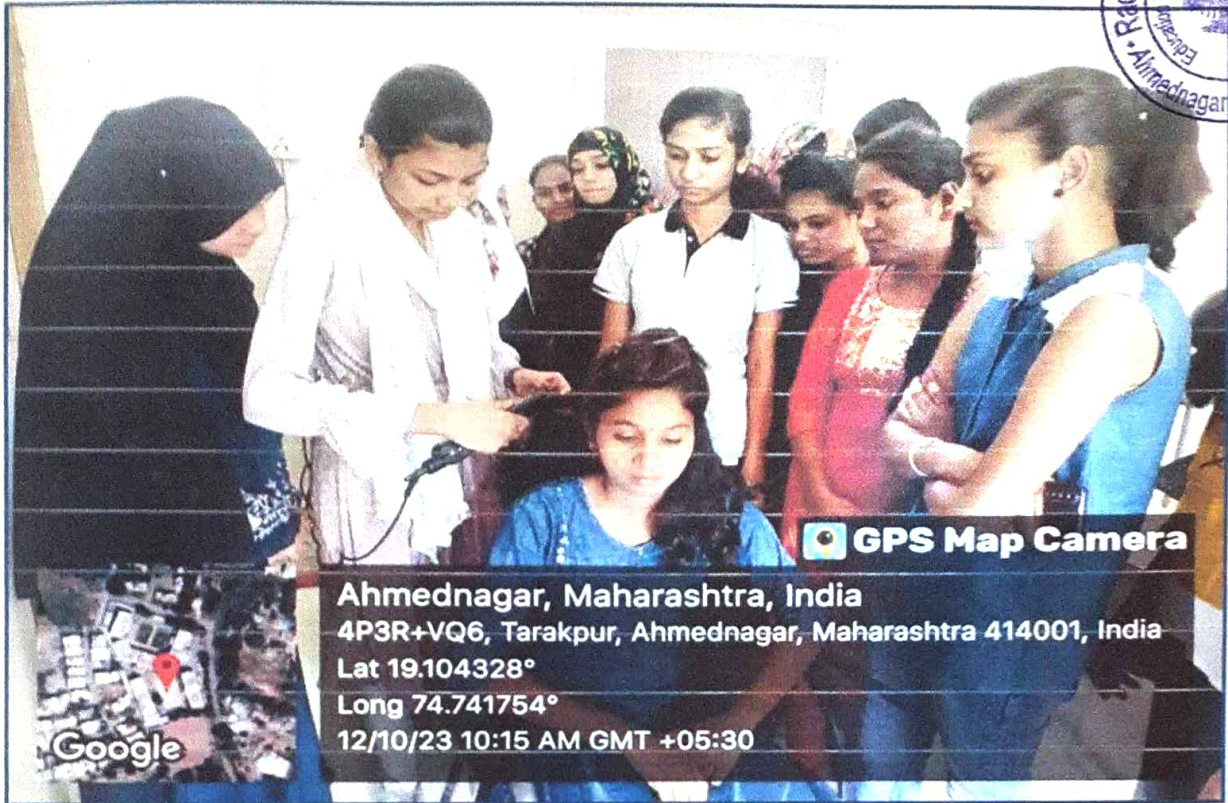 Education
Ahmednagar
GPS Map Camera
Ahmednagar, Maharashtra, India
4P3R+VQ6, Tarakpur, Ahmednagar, Maharashtra 414001, India
Lat 19.104328°
Long 74.741754°
12/10/23 10:15 AM GMT +05:30
Google